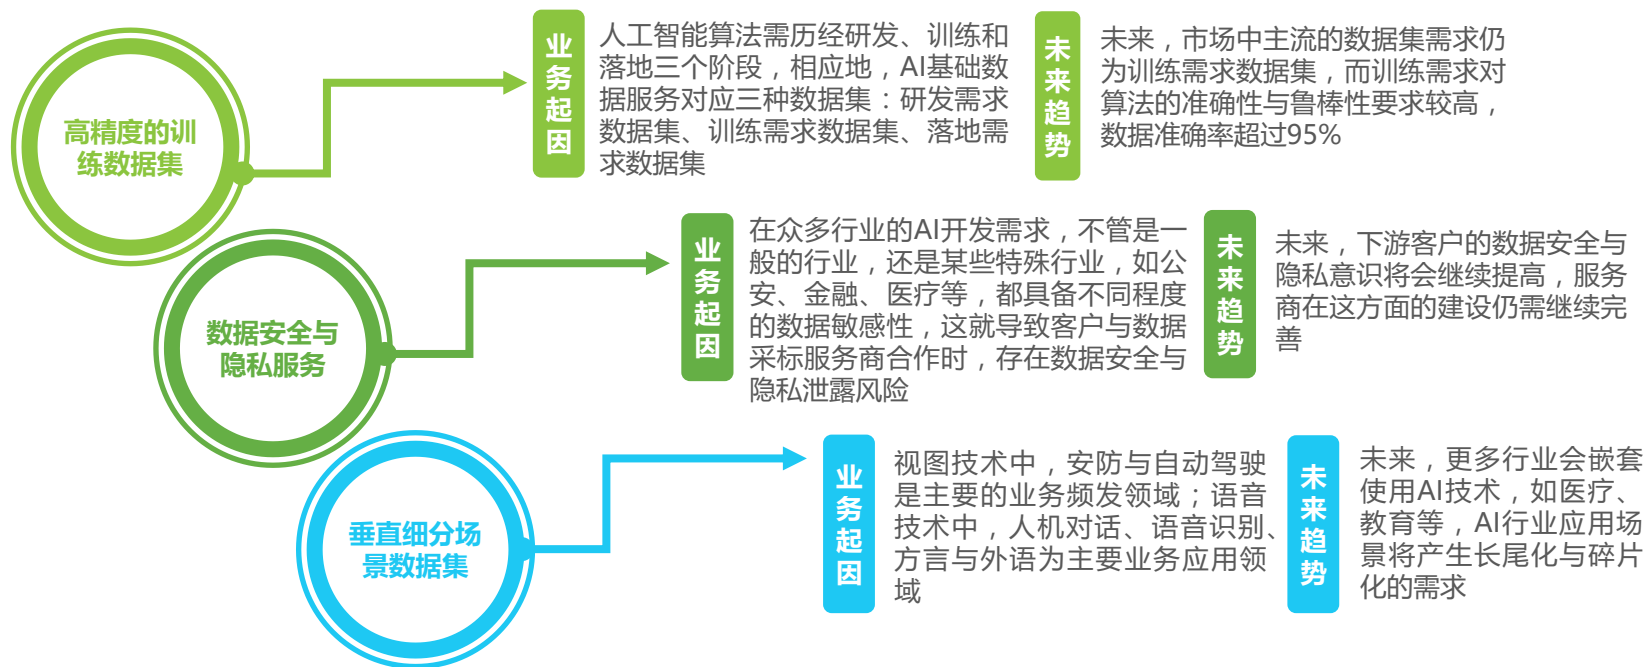 高精度的训
练数据集
业务起因
人工智能算法需历经研发、训练和
落地三个阶段，相应地，AI基础数
据服务对应三种数据集：研发需求
数据集、训练需求数据集、落地需
求数据集
未来趋势
未来，市场中主流的数据集需求仍
为训练需求数据集，而训练需求对
算法的准确性与鲁棒性要求较高，
数据准确率超过95%
数据安全与
隐私服务
业务起因
在众多行业的AI开发需求，不管是一
般的行业，还是某些特殊行业，如公
安、金融、医疗等，都具备不同程度
的数据敏感性，这就导致客户与数据
采标服务商合作时，存在数据安全与
隐私泄露风险
未来趋势
未来，下游客户的数据安全与
隐私意识将会继续提高，服务
商在这方面的建设仍需继续完
善
垂直细分场
景数据集
业务起因
视图技术中，安防与自动驾驶
是主要的业务频发领域；语音
技术中，人机对话、语音识别、
方言与外语为主要业务应用领
域
未来趋势
未来，更多行业会嵌套
使用AI技术，如医疗、
教育等，AI行业应用场
景将产生长尾化与碎片
化的需求